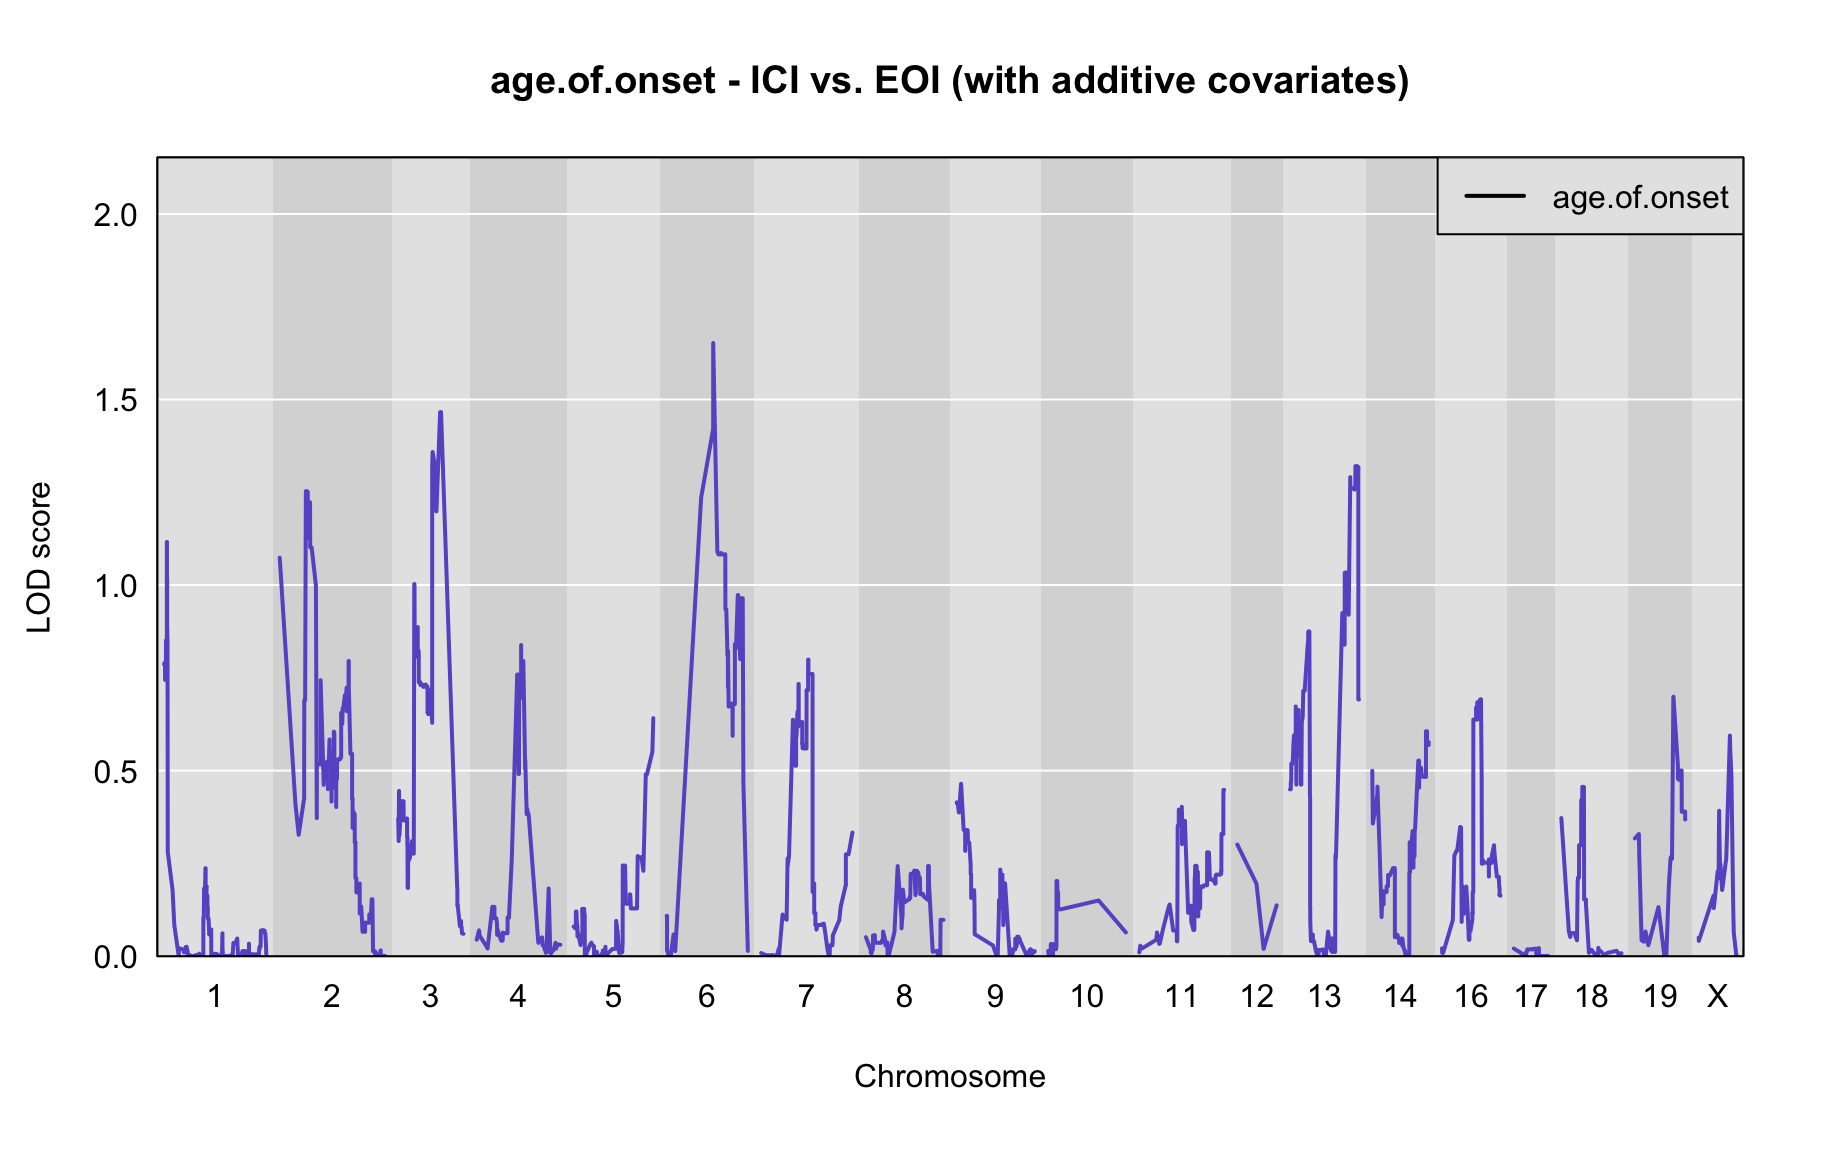 age.of.onset - ICI vs. EOI (with additive covariates)
age.of.onset
2.0
1.5
1.0
0.5
0.0
LOD score
1 2 3 4 5 6 7 8 9 10 11 12 13 14 16 17 18 19 X
Chromosome